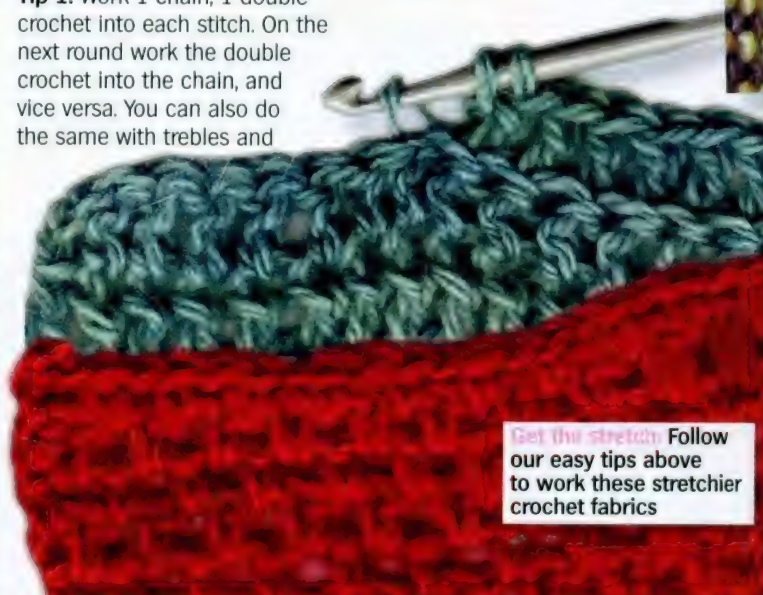 Tip 1: Work 1 chain, 1 double
crochet into each stitch. On the
next round work the double
crochet into the chain, and
vice versa. You can also do
the same with trebles and
Get the stretch: Follow
our easy tips above
to work these stretchier
crochet fabrics